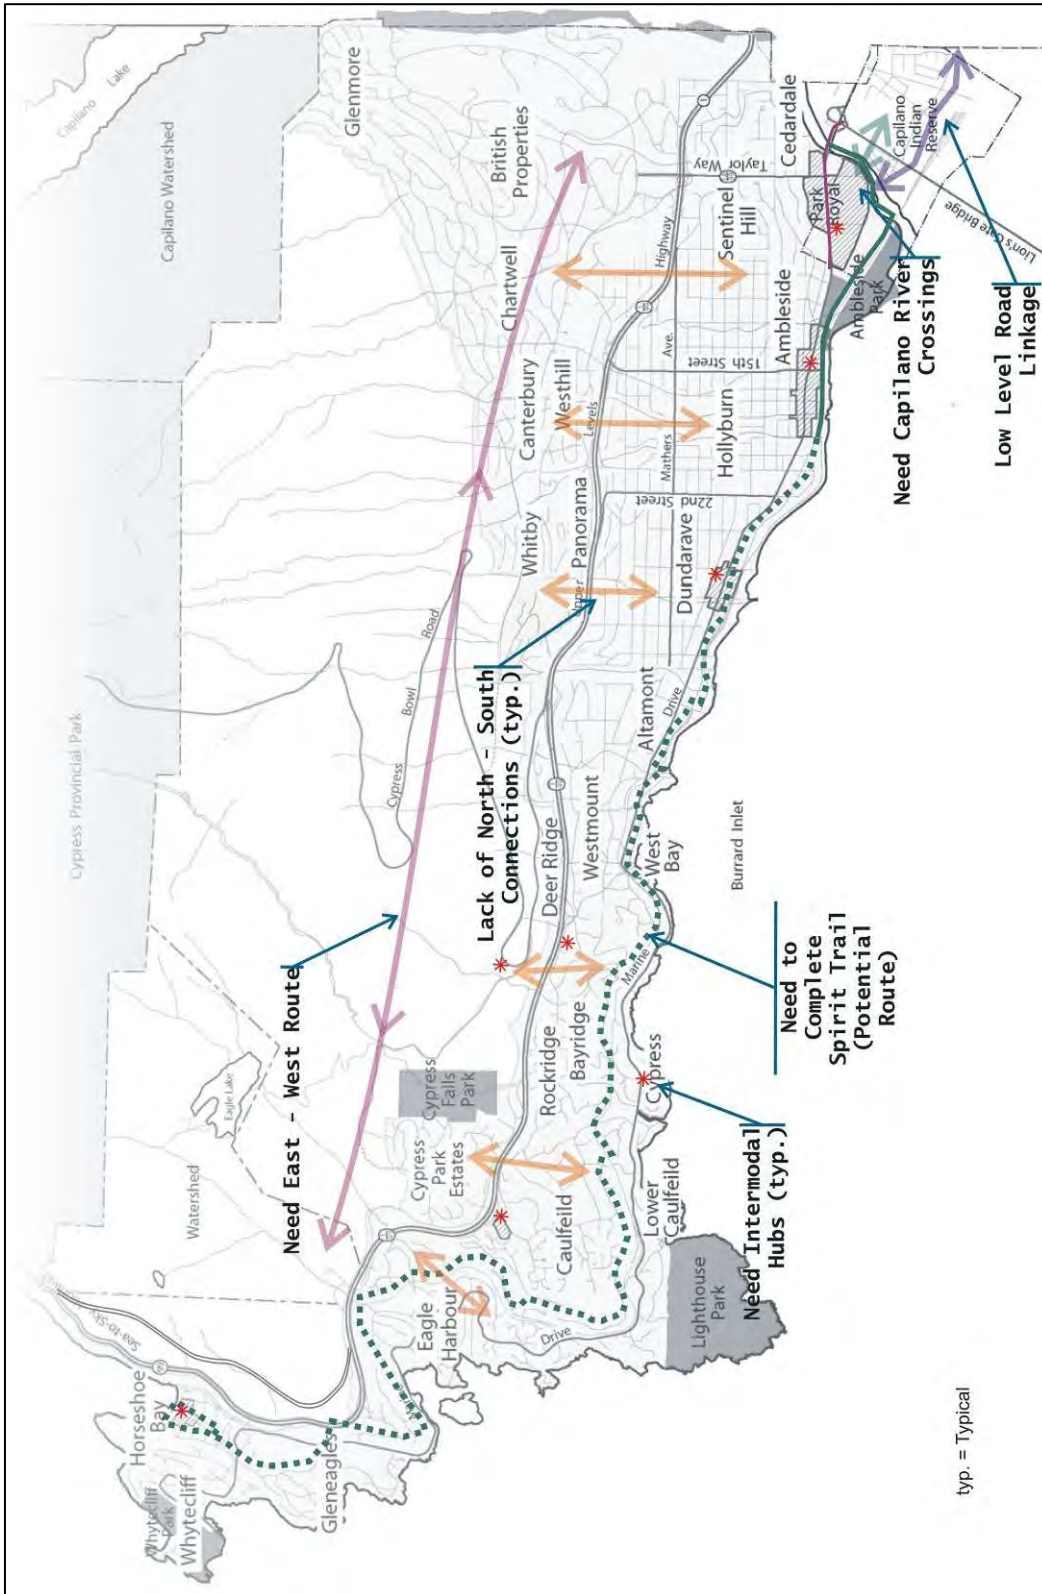 Capilano
Lake
Capilano Watershed
Cypress Provincial Park
Glenmore
British
Properties
Chartwell
Canterbury
Westhill
Whitby
Panorama
Cypress
Bowl
Road
Eagle Lake
Watershed
Need East - West Route
Lack of North - South
Connections (typ.)
Highway
Levels
Upper
Taylor Way
Cedardale
Sentinel
Hill
Park
Royal
Capilano
Indian
Reserve
Lion's Gate Bridge
Ambleside
Ambleside
Park
15th Street
Ave.
Mathers
Hollyburn
22nd Street
Dundarave
Altamont
Drive
Deer Ridge
Westmount
West
Bay
Burrard Inlet
Marine
Rockridge
Bayridge
Cypress
Falls
Park
Cypress
Park
Estates
Cypress
Caulfeild
Lower
Caulfeild
Lighthouse
Park
Drive
Eagle
Harbour
Sea-to-Sky
99
Horseshoe
Bay
Gleneagles
Whytecliff
Park
Whytecliff
Need Capilano River
Crossings
Low Level Road
Linkage
Need to
Complete
Spirit Trail
(Potential
Route)
Need Intermodal
Hubs (typ.)
typ. = Typical
1